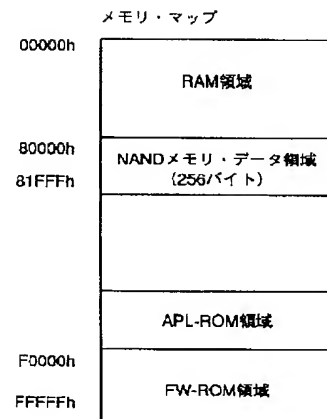 メモリ・マップ
00000h
RAM領域
80000h
NANDメモリ・データ領域
81FFFh
(256バイト)
APL-ROM領域
F0000h
FW-ROM領域
FFFFFh